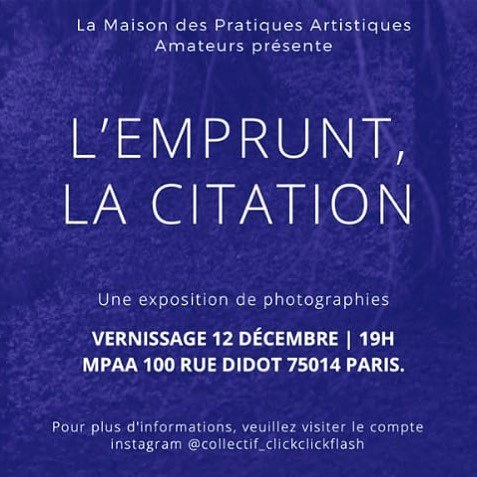 La Maison des Pratiques Artistiques
Amateurs présente
L'EMPRUNT,
LA CITATION
Une exposition de photographies
VERNISSAGE 12 DÉCEMBRE | 19H
MPAA 100 RUE DIDOT 75014 PARIS.
Pour plus d'informations, veuillez visiter le compte
instagram @collectif_clickclickflash